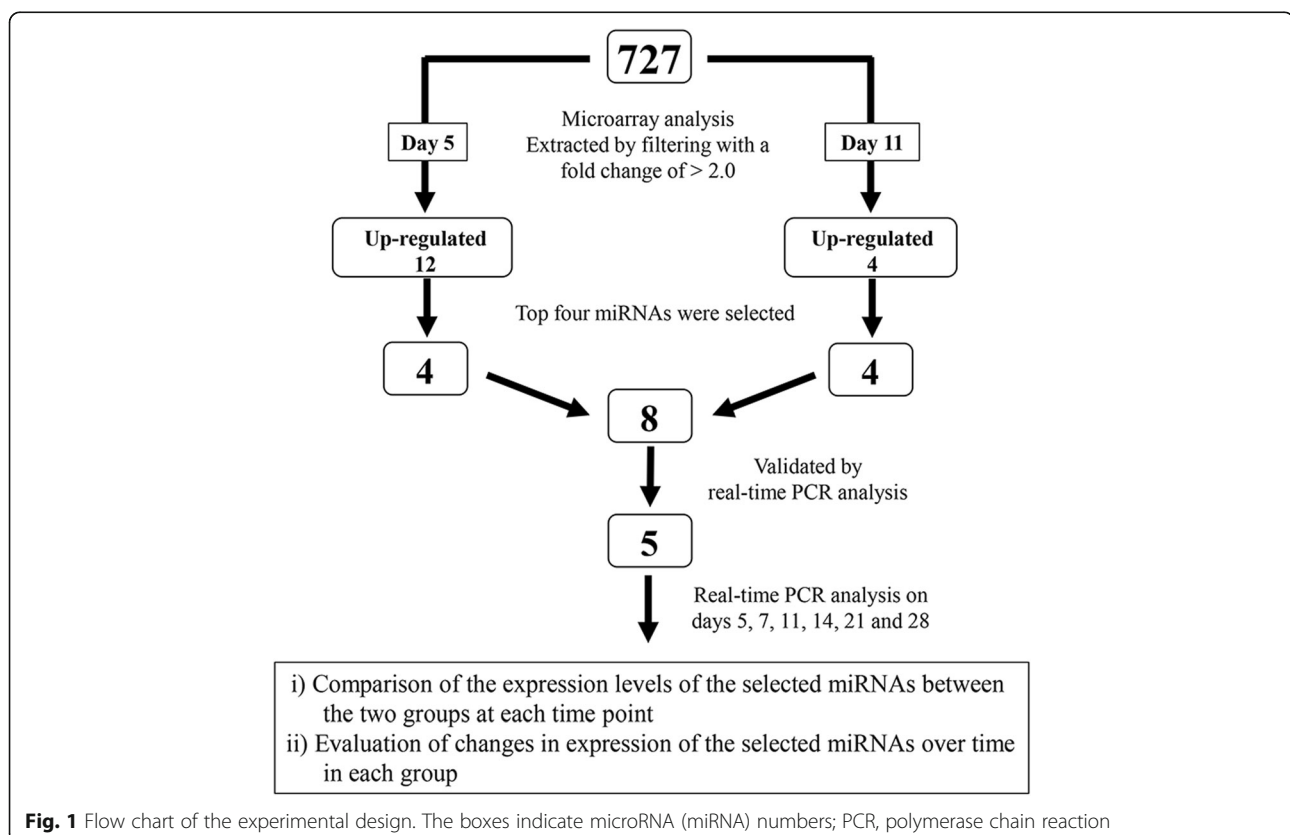 727
Microarray analysis
Extracted by filtering with a
fold change of > 2.0
Day 5
Day 11
Up-regulated
12
Up-regulated
4
Top four miRNAs were selected
4
4
8
Validated by
real-time PCR analysis
5
Real-time PCR analysis on
days 5, 7, 11, 14, 21 and 28
i) Comparison of the expression levels of the selected miRNAs between
the two groups at each time point
ii) Evaluation of changes in expression of the selected miRNAs over time
in each group
Fig. 1 Flow chart of the experimental design. The boxes indicate microRNA (miRNA) numbers; PCR, polymerase chain reaction